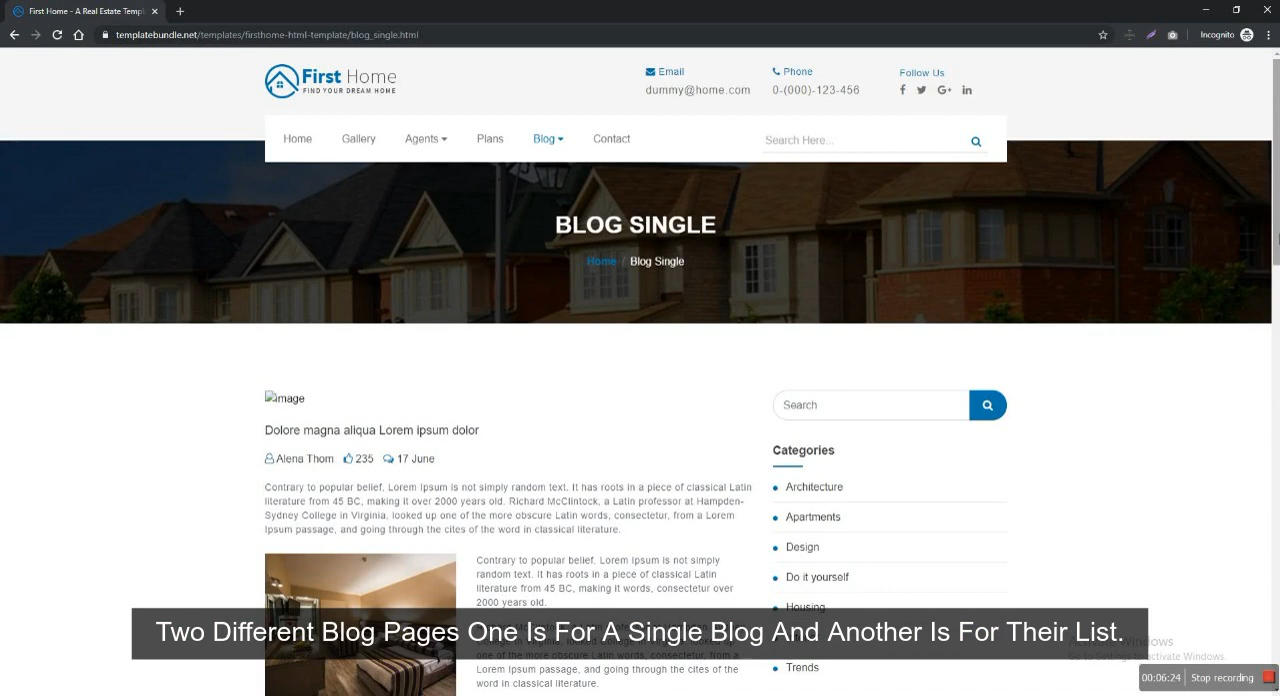 First Home - A Real Estate Templ
templatebundle.net/templates/firsthome-html-template/blog_single.html
Incognito
First Home
FIND YOUR DREAM HOME
Email
dummy@home.com
Phone
0-(000)-123-456
Follow Us
Home
Gallery
Agents
Plans
Blog
Contact
Search Here...
BLOG SINGLE
Home / Blog Single
image
Dolore magna aliqua Lorem ipsum dolor
Alena Thom 235 17 June
Contrary to popular belief, Lorem Ipsum is not simply random text. It has roots in a piece of classical Latin
literature from 45 BC, making it over 2000 years old. Richard McClintock, a Latin professor at Hampden-
Sydney College in Virginia, looked up one of the more obscure Latin words, consectetur, from a Lorem
Ipsum passage, and going through the cites of the word in classical literature.
Contrary to popular belief, Lorem Ipsum is not simply
random text. It has roots in a piece of classical Latin
literature from 45 BC, making it words, consectetur over
2000 years old.
one of the more obscure Latin words, consectetur, from a
Lorem Ipsum passage, and going through the cites of the
word in classical literature.
Search
Categories
Architecture
Apartments
Design
Do it yourself
Housing
Trends
Two Different Blog Pages One Is For A Single Blog And Another Is For Their List.
Activate Windows
Go to Settings to activate Windows.
00:06:24 Stop recording